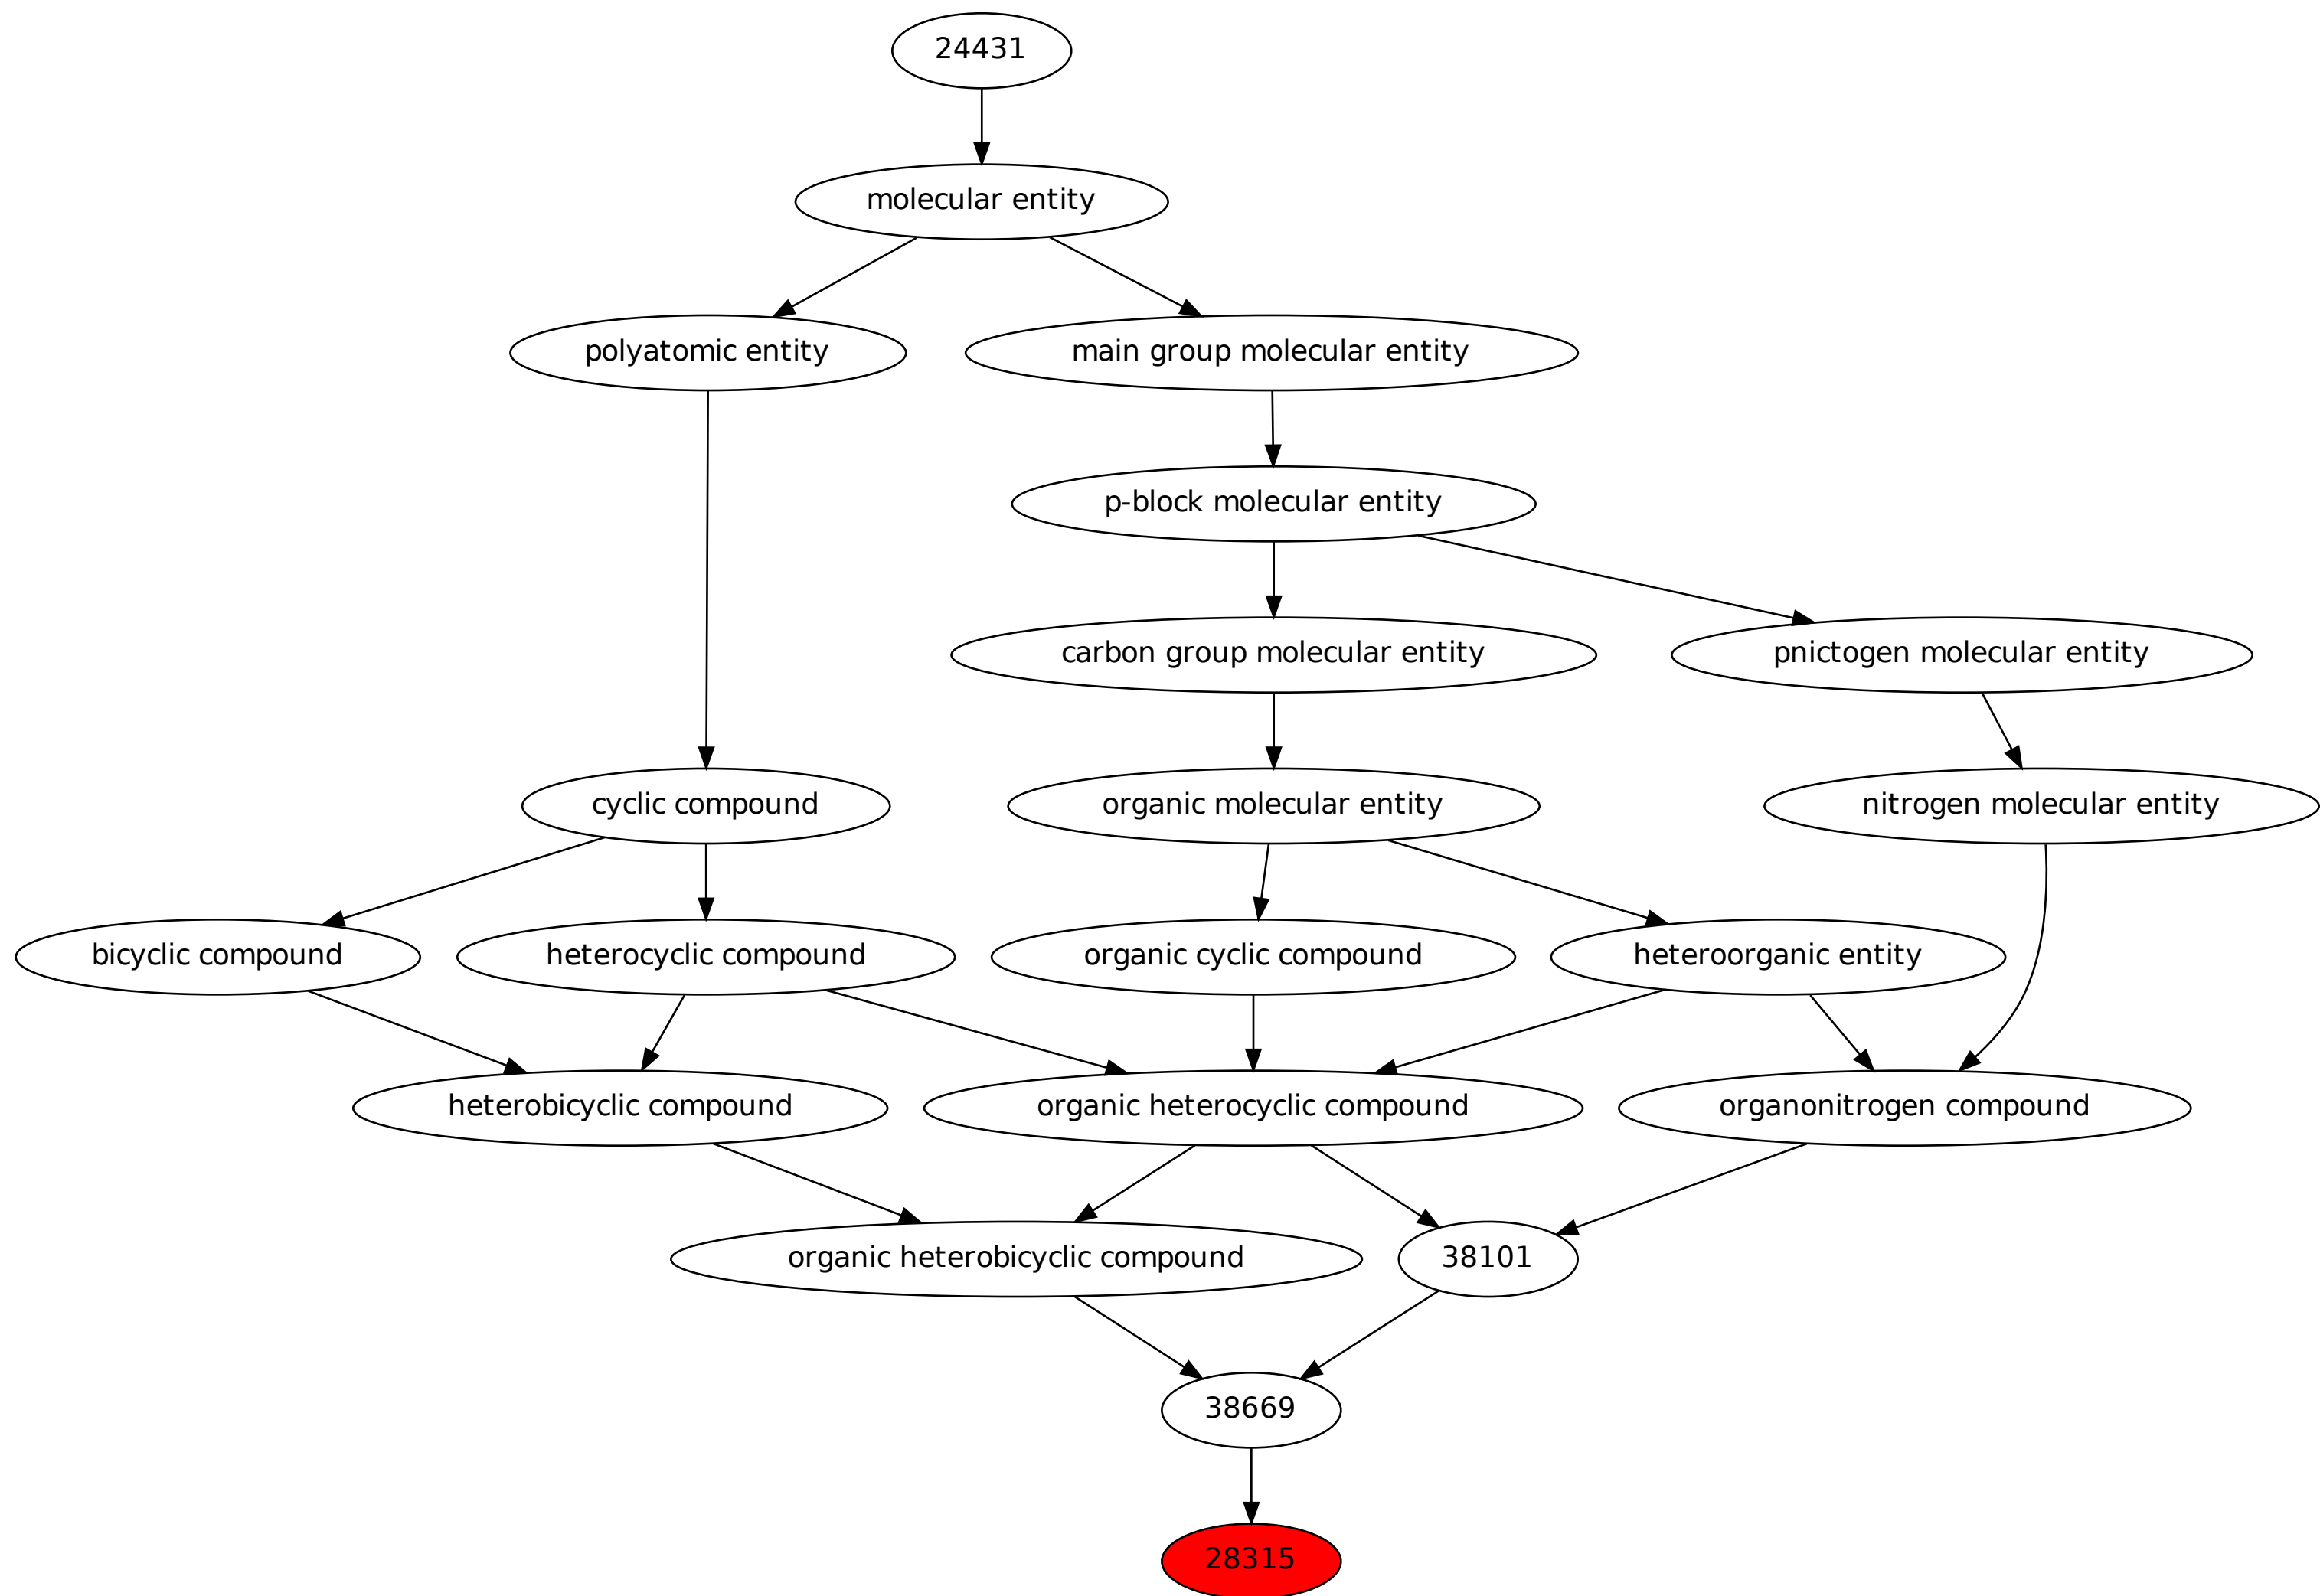 24431
molecular entity
polyatomic entity
main group molecular entity
p-block molecular entity
carbon group molecular entity
pnictogen molecular entity
cyclic compound
organic molecular entity
nitrogen molecular entity
bicyclic compound
heterocyclic compound
organic cyclic compound
heteroorganic entity
heterobicyclic compound
organic heterocyclic compound
organonitrogen compound
organic heterobicyclic compound
38101
38669
28315